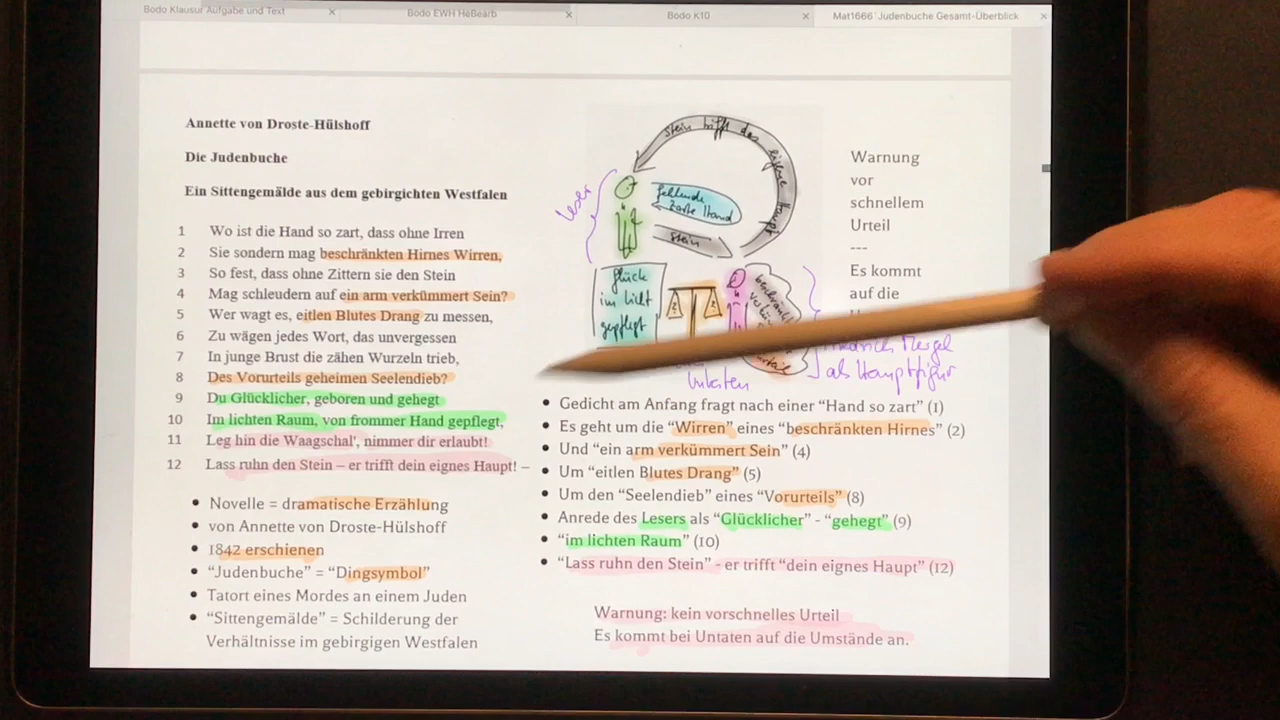 Bodo Klausur Aufgabe und Text
Bodo EWH HeBearb
Bodo K10
Mat1666 Judenbuche Gesamt-Überblick
Annette von Droste-Hülshoff
Die Judenbuche
Ein Sittengemälde aus dem gebirgichten Westfalen
1 Wo ist die Hand so zart, dass ohne Irren
2 Sie sondern mag beschränkten Hirnes Wirren,
3 So fest, dass ohne Zittern sie den Stein
4 Mag schleudern auf ein arm verkümmert Sein?
5 Wer wagt es, eitlen Blutes Drang zu messen,
6 Zu wägen jedes Wort, das unvergessen
7 In junge Brust die zähen Wurzeln trieb,
8 Des Vorurteils geheimen Seelendieb?
9 Du Glücklicher, geboren und gehegt
10 Im lichten Raum, von frommer Hand gepflegt,
11 Leg hin die Waagschal', nimmer dir erlaubt!
12 Lass ruhn den Stein – er trifft dein eignes Haupt! –
• Novelle = dramatische Erzählung
• von Annette von Droste-Hülshoff
• 1842 erschienen
• "Judenbuche" = "Dingsymbol"
• Tatort eines Mordes an einem Juden
• "Sittengemälde" = Schilderung der
Verhältnisse im gebirgigen Westfalen
Stein trifft das eigene Haupt
Leser
fehlende
zarte Hand
Stein
Glück
im Licht
gepflegt
Untaten
Mergel
als Hauptfigur
Warnung
vor
schnellem
Urteil
---
Es kommt
auf die
• Gedicht am Anfang fragt nach einer "Hand so zart" (1)
• Es geht um die "Wirren" eines "beschränkten Hirnes" (2)
• Und "ein arm verkümmert Sein" (4)
• Um "eitlen Blutes Drang" (5)
• Um den "Seelendieb" eines "Vorurteils" (8)
• Anrede des Lesers als "Glücklicher" - "gehegt" (9)
• "im lichten Raum" (10)
• "Lass ruhn den Stein" - er trifft "dein eignes Haupt" (12)
Warnung: kein vorschnelles Urteil
Es kommt bei Untaten auf die Umstände an.